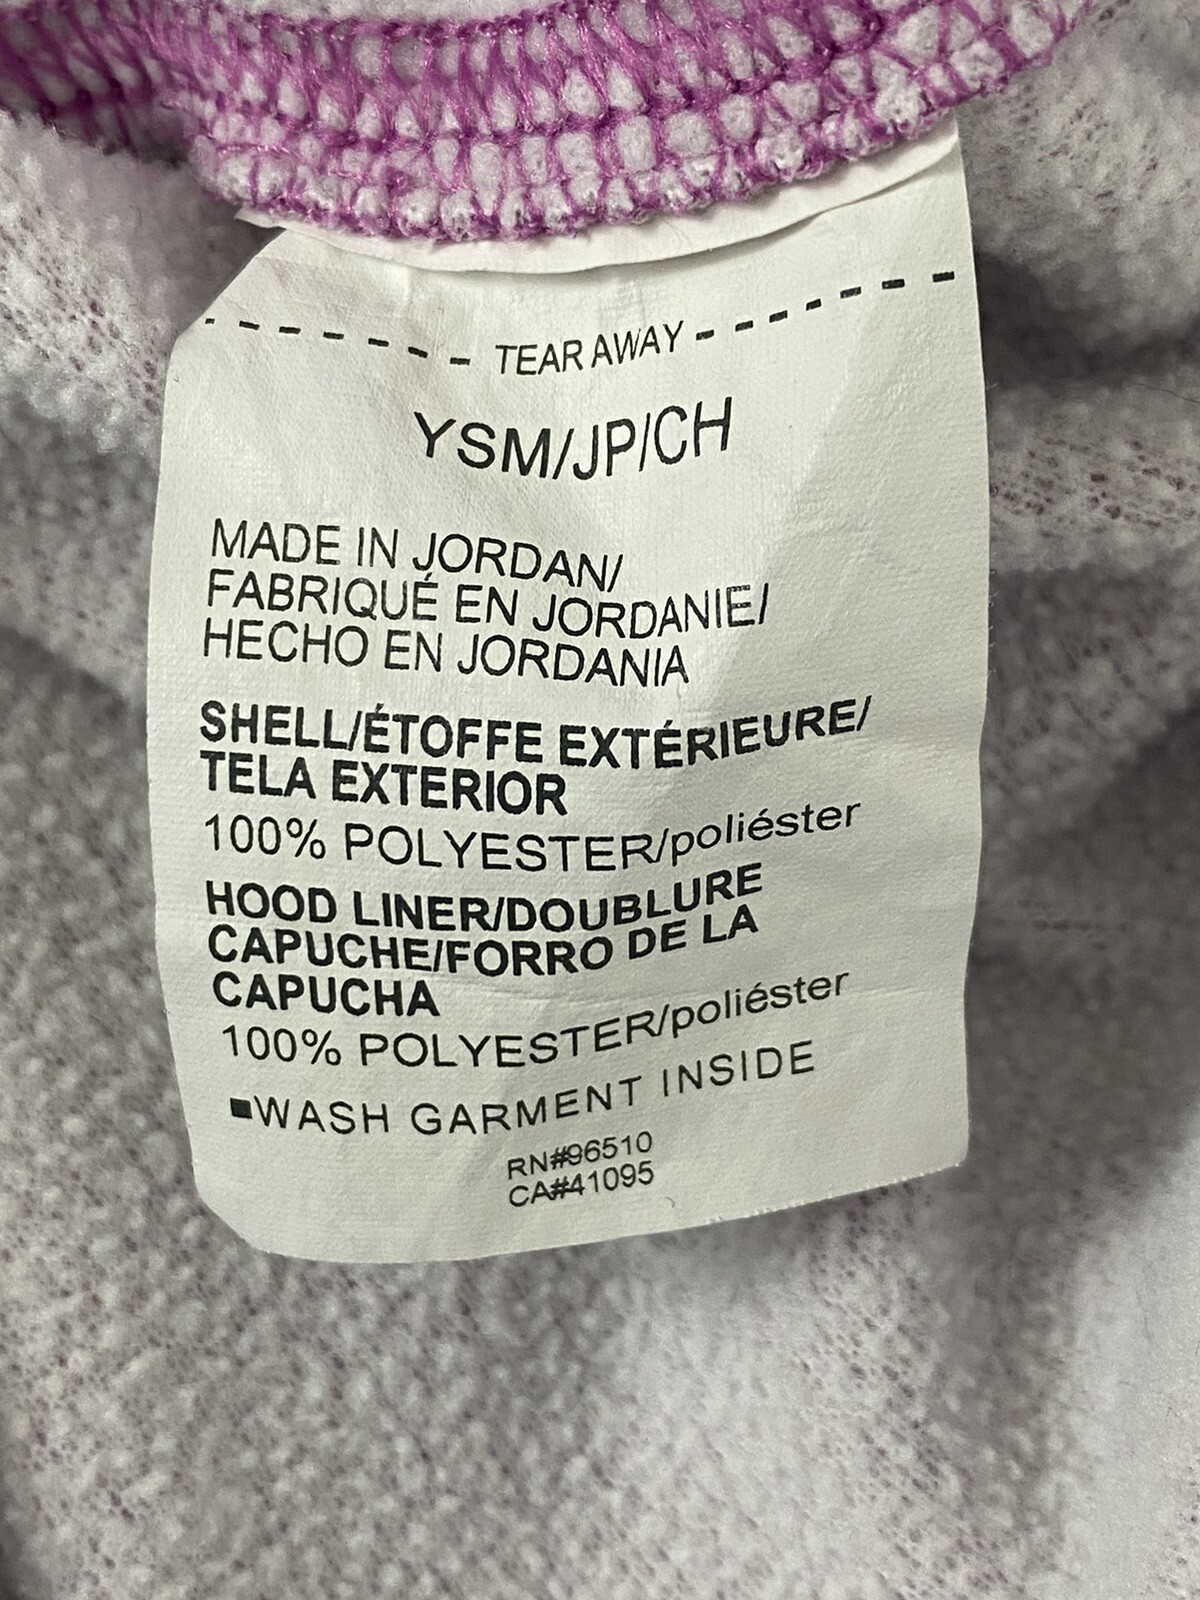 TEAR AWAY
YSM/JP/CH
MADE IN JORDAN/
FABRIQUÉ EN JORDANIE/
HECHO EN JORDANIA
SHELL/ÉTOFFE EXTÉRIEURE/
TELA EXTERIOR
100% POLYESTER/poliéster
HOOD LINER/DOUBLURE
CAPUCHE/FORRO DE LA
CAPUCHA
100% POLYESTER/poliéster
■WASH GARMENT INSIDE
RN#96510
CA#41095